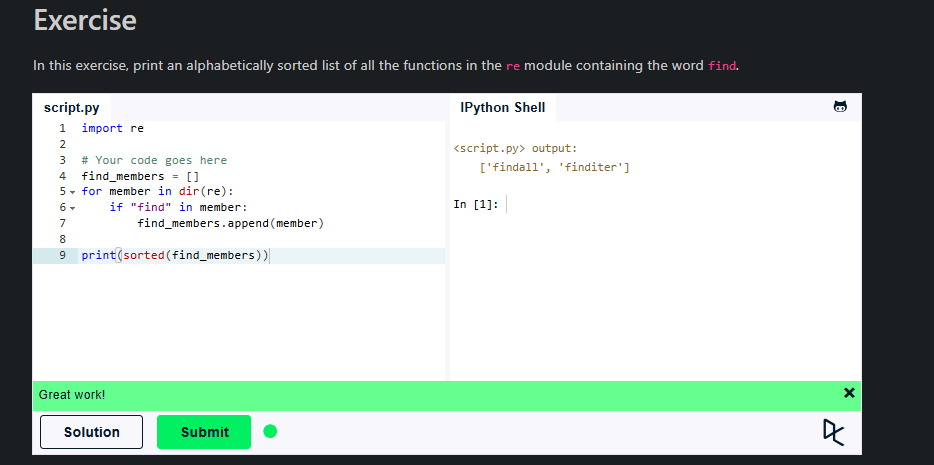 Exercise
In this exercise, print an alphabetically sorted list of all the functions in the re module containing the word find.
script.py
1 import re
2
3 # Your code goes here
4 find_members = []
5 for member in dir(re):
6     if "find" in member:
7         find_members.append(member)
8
9 print(sorted(find_members))
IPython Shell
<script.py> output:
    ['findall', 'finditer']
In [1]:
Great work!
Solution
Submit